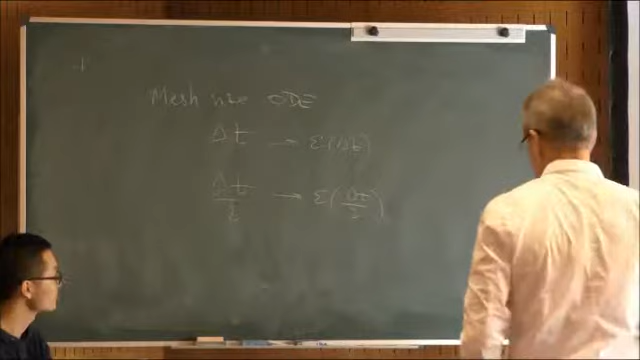 Mesh size ODE
Δt → ε(Δt)
Δt/2 → ε(Δt/2)